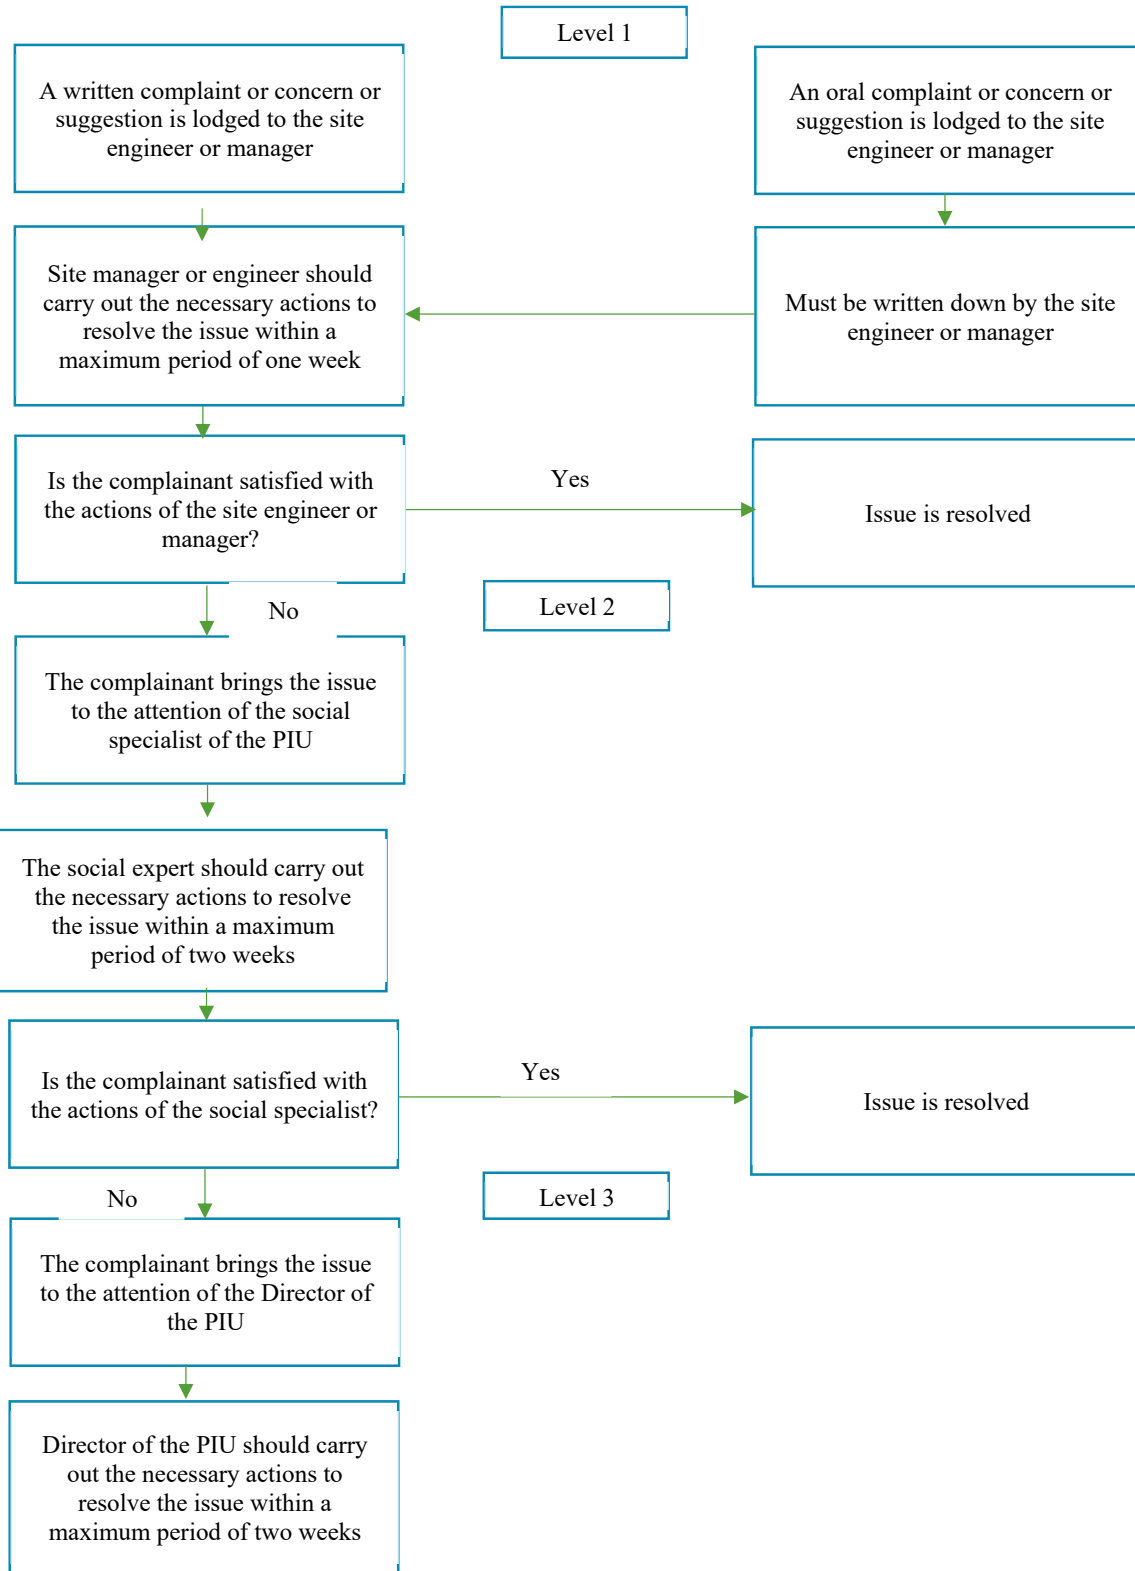 Level 1
A written complaint or concern or
suggestion is lodged to the site
engineer or manager
An oral complaint or concern or
suggestion is lodged to the site
engineer or manager
Site manager or engineer should
carry out the necessary actions to
resolve the issue within a
maximum period of one week
Must be written down by the site
engineer or manager
Is the complainant satisfied with
the actions of the site engineer or
manager?
Yes
Issue is resolved
No
Level 2
The complainant brings the issue
to the attention of the social
specialist of the PIU
The social expert should carry out
the necessary actions to resolve
the issue within a maximum
period of two weeks
Is the complainant satisfied with
the actions of the social specialist?
Yes
Issue is resolved
No
Level 3
The complainant brings the issue
to the attention of the Director of
the PIU
Director of the PIU should carry
out the necessary actions to
resolve the issue within a
maximum period of two weeks